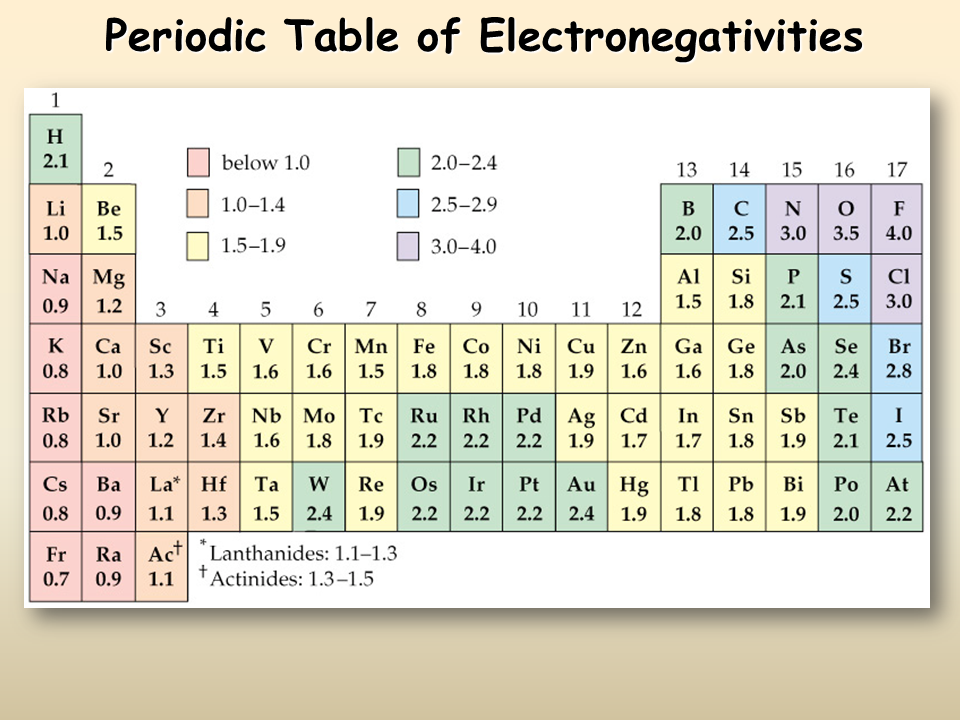 Periodic Table of Electronegativities
1
H
2.1
2
below 1.0
2.0–2.4
13 14 15 16 17
Li Be
1.0 1.5
1.0–1.4
2.5–2.9
B C N O F
2.0 2.5 3.0 3.5 4.0
1.5–1.9
3.0–4.0
Na Mg
0.9 1.2
Al Si P S Cl
1.5 1.8 2.1 2.5 3.0
3 4 5 6 7 8 9 10 11 12
K Ca Sc Ti V Cr Mn Fe Co Ni Cu Zn Ga Ge As Se Br
0.8 1.0 1.3 1.5 1.6 1.6 1.5 1.8 1.8 1.8 1.9 1.6 1.6 1.8 2.0 2.4 2.8
Rb Sr Y Zr Nb Mo Tc Ru Rh Pd Ag Cd In Sn Sb Te I
0.8 1.0 1.2 1.4 1.6 1.8 1.9 2.2 2.2 2.2 1.9 1.7 1.7 1.8 1.9 2.1 2.5
Cs Ba La* Hf Ta W Re Os Ir Pt Au Hg Tl Pb Bi Po At
0.8 0.9 1.1 1.3 1.5 2.4 1.9 2.2 2.2 2.2 2.4 1.9 1.8 1.8 1.9 2.0 2.2
Fr Ra Ac†
0.7 0.9 1.1
*Lanthanides: 1.1–1.3
†Actinides: 1.3–1.5